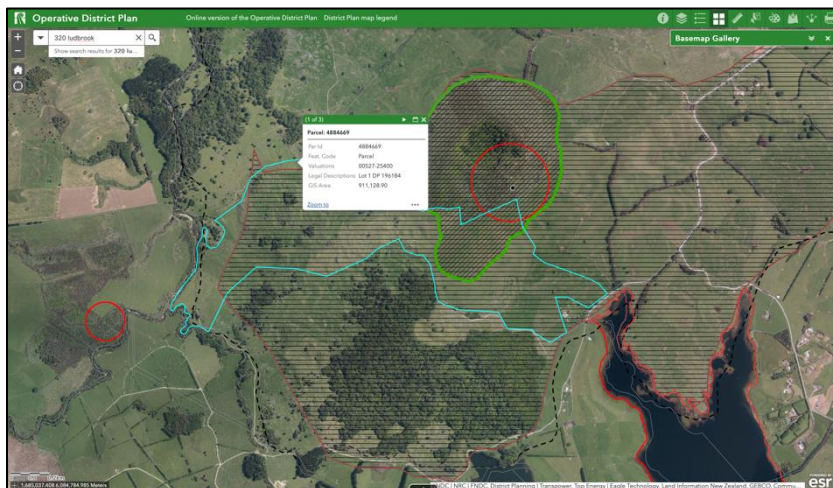 Operative District Plan
Online version of the Operative District Plan
District Plan map legend
320 ludbrook
Show search results for 320 lu...
Basemap Gallery
(1 of 3)
Parcel: 4884669
Par Id 4884669
Feat. Code Parcel
Valuations 00527-25400
Legal Descriptions Lot 1 DP 196184
GIS Area 911,128.90
Zoom to
FNDC | NRC | FNDC, District Planning | Transpower, Top Energy | Eagle Technology, Land Information New Zealand, GEBCO, Commu...
esri